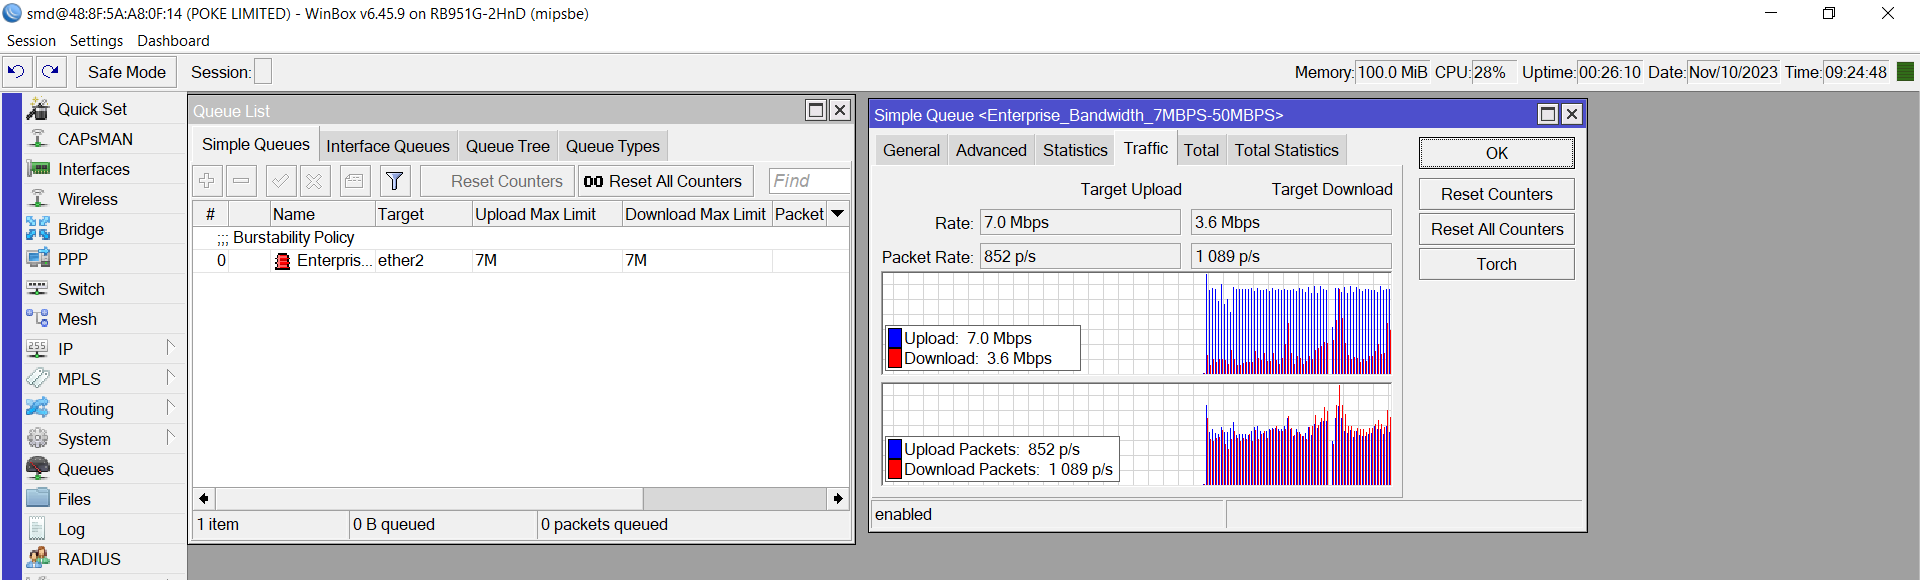 smd@48:8F:5A:A8:0F:14 (POKE LIMITED) - WinBox v6.45.9 on RB951G-2HnD (mipsbe)
Session Settings Dashboard
Safe Mode Session: Memory: 100.0 MiB CPU: 28% Uptime: 00:26:10 Date: Nov/10/2023 Time: 09:24:48
Quick Set
CAPsMAN
Interfaces
Wireless
Bridge
PPP
Switch
Mesh
255 IP
MPLS
Routing
System
Queues
Files
Log
RADIUS
Queue List
Simple Queues Interface Queues Queue Tree Queue Types
Reset Counters 00 Reset All Counters Find
# Name Target Upload Max Limit Download Max Limit Packet
;;; Burstability Policy
0 Enterpris... ether2 7M 7M
1 item 0 B queued 0 packets queued
Simple Queue <Enterprise_Bandwidth_7MBPS-50MBPS>
General Advanced Statistics Traffic Total Total Statistics
Target Upload Target Download
Rate: 7.0 Mbps 3.6 Mbps
Packet Rate: 852 p/s 1 089 p/s
Upload: 7.0 Mbps
Download: 3.6 Mbps
Upload Packets: 852 p/s
Download Packets: 1 089 p/s
enabled
OK
Reset Counters
Reset All Counters
Torch